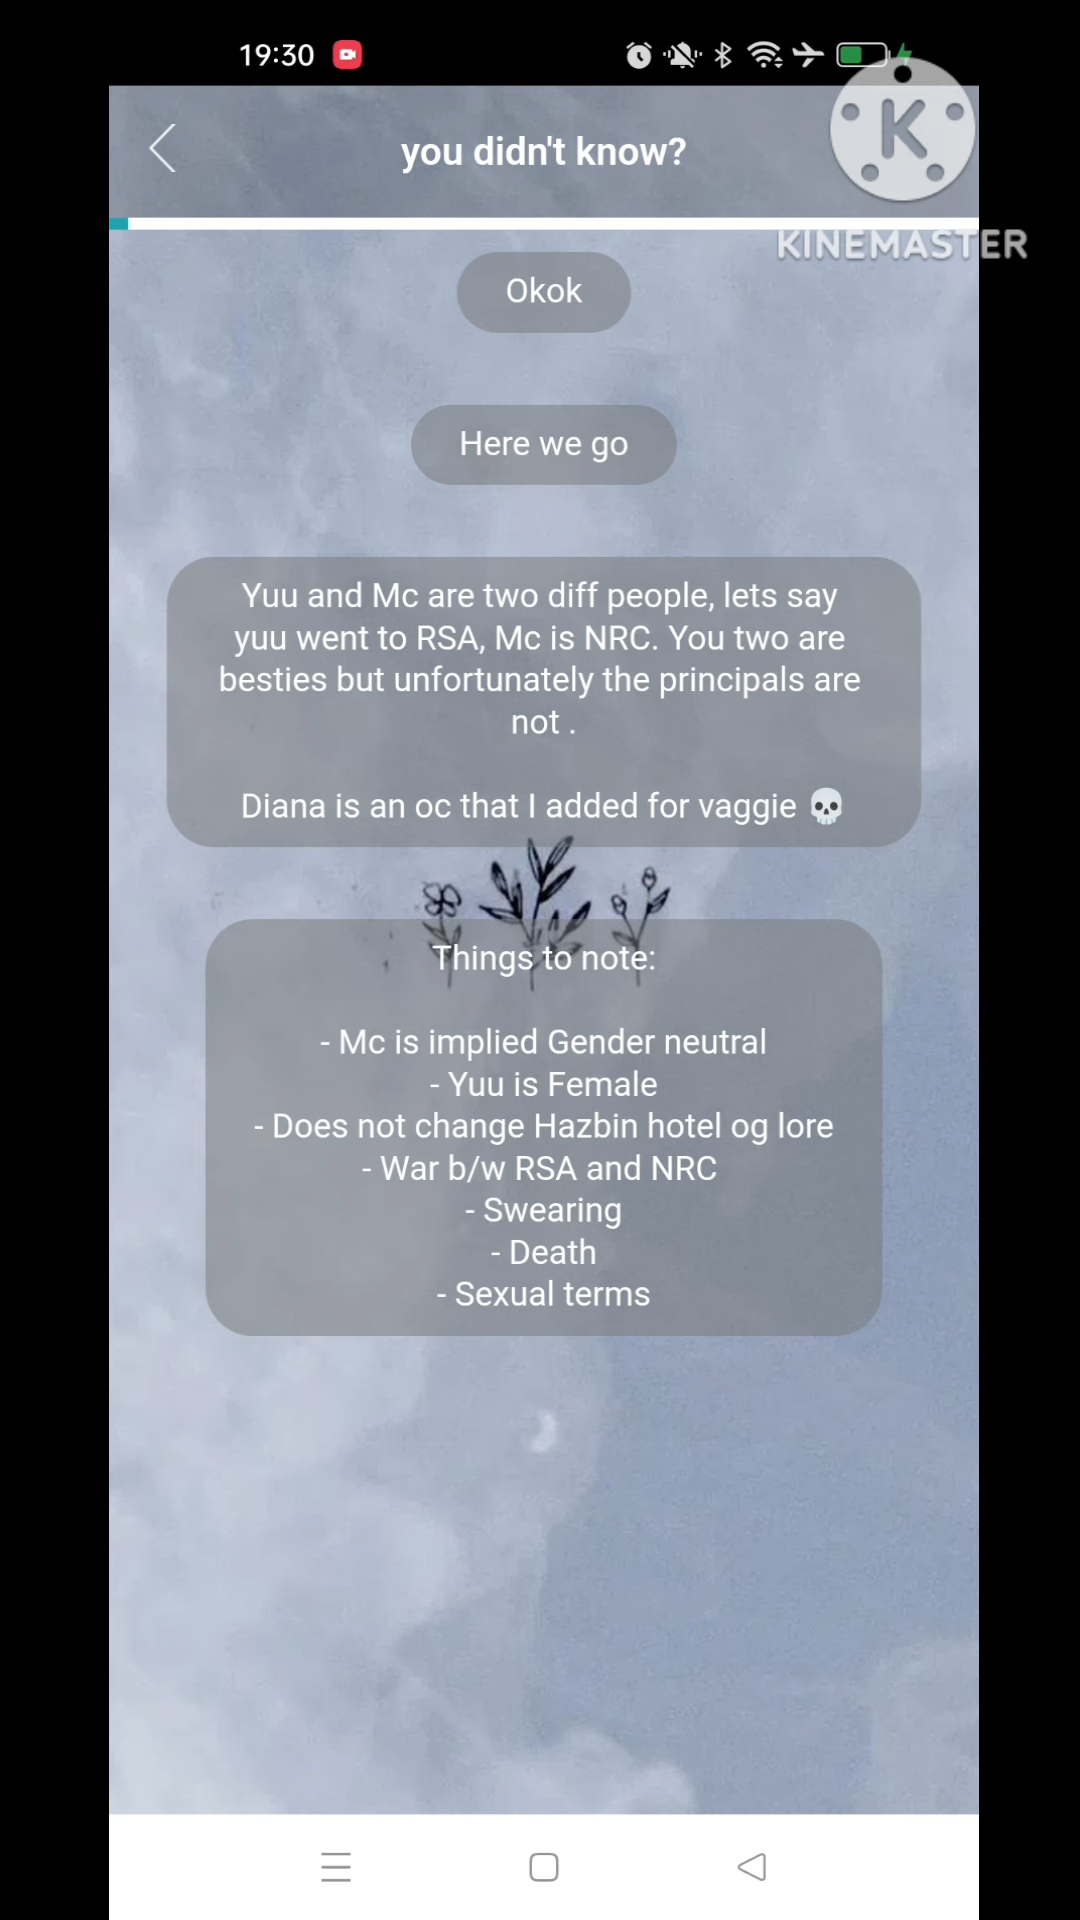 19:30
you didn't know?
K
KINEMASTER
Okok
Here we go
Yuu and Mc are two diff people, lets say
yuu went to RSA, Mc is NRC. You two are
besties but unfortunately the principals are
not .
Diana is an oc that I added for vaggie 💀
Things to note:
- Mc is implied Gender neutral
- Yuu is Female
- Does not change Hazbin hotel og lore
- War b/w RSA and NRC
- Swearing
- Death
- Sexual terms